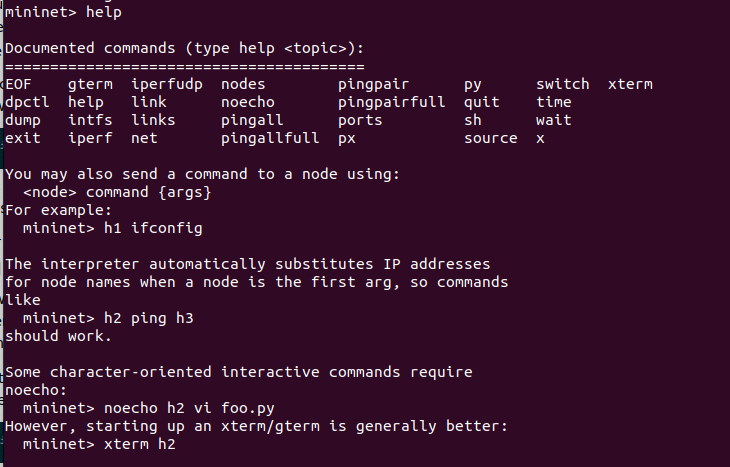 mininet> help
Documented commands (type help <topic>):
========================================
EOF    gterm  iperfudp  nodes        pingpair      py      switch  xterm
dpctl  help   link      noecho       pingpairfull  quit    time
dump   intfs  links     pingall      ports         sh      wait
exit   iperf  net       pingallfull  px            source  x
You may also send a command to a node using:
  <node> command {args}
For example:
  mininet> h1 ifconfig
The interpreter automatically substitutes IP addresses
for node names when a node is the first arg, so commands
like
  mininet> h2 ping h3
should work.
Some character-oriented interactive commands require
noecho:
  mininet> noecho h2 vi foo.py
However, starting up an xterm/gterm is generally better:
  mininet> xterm h2